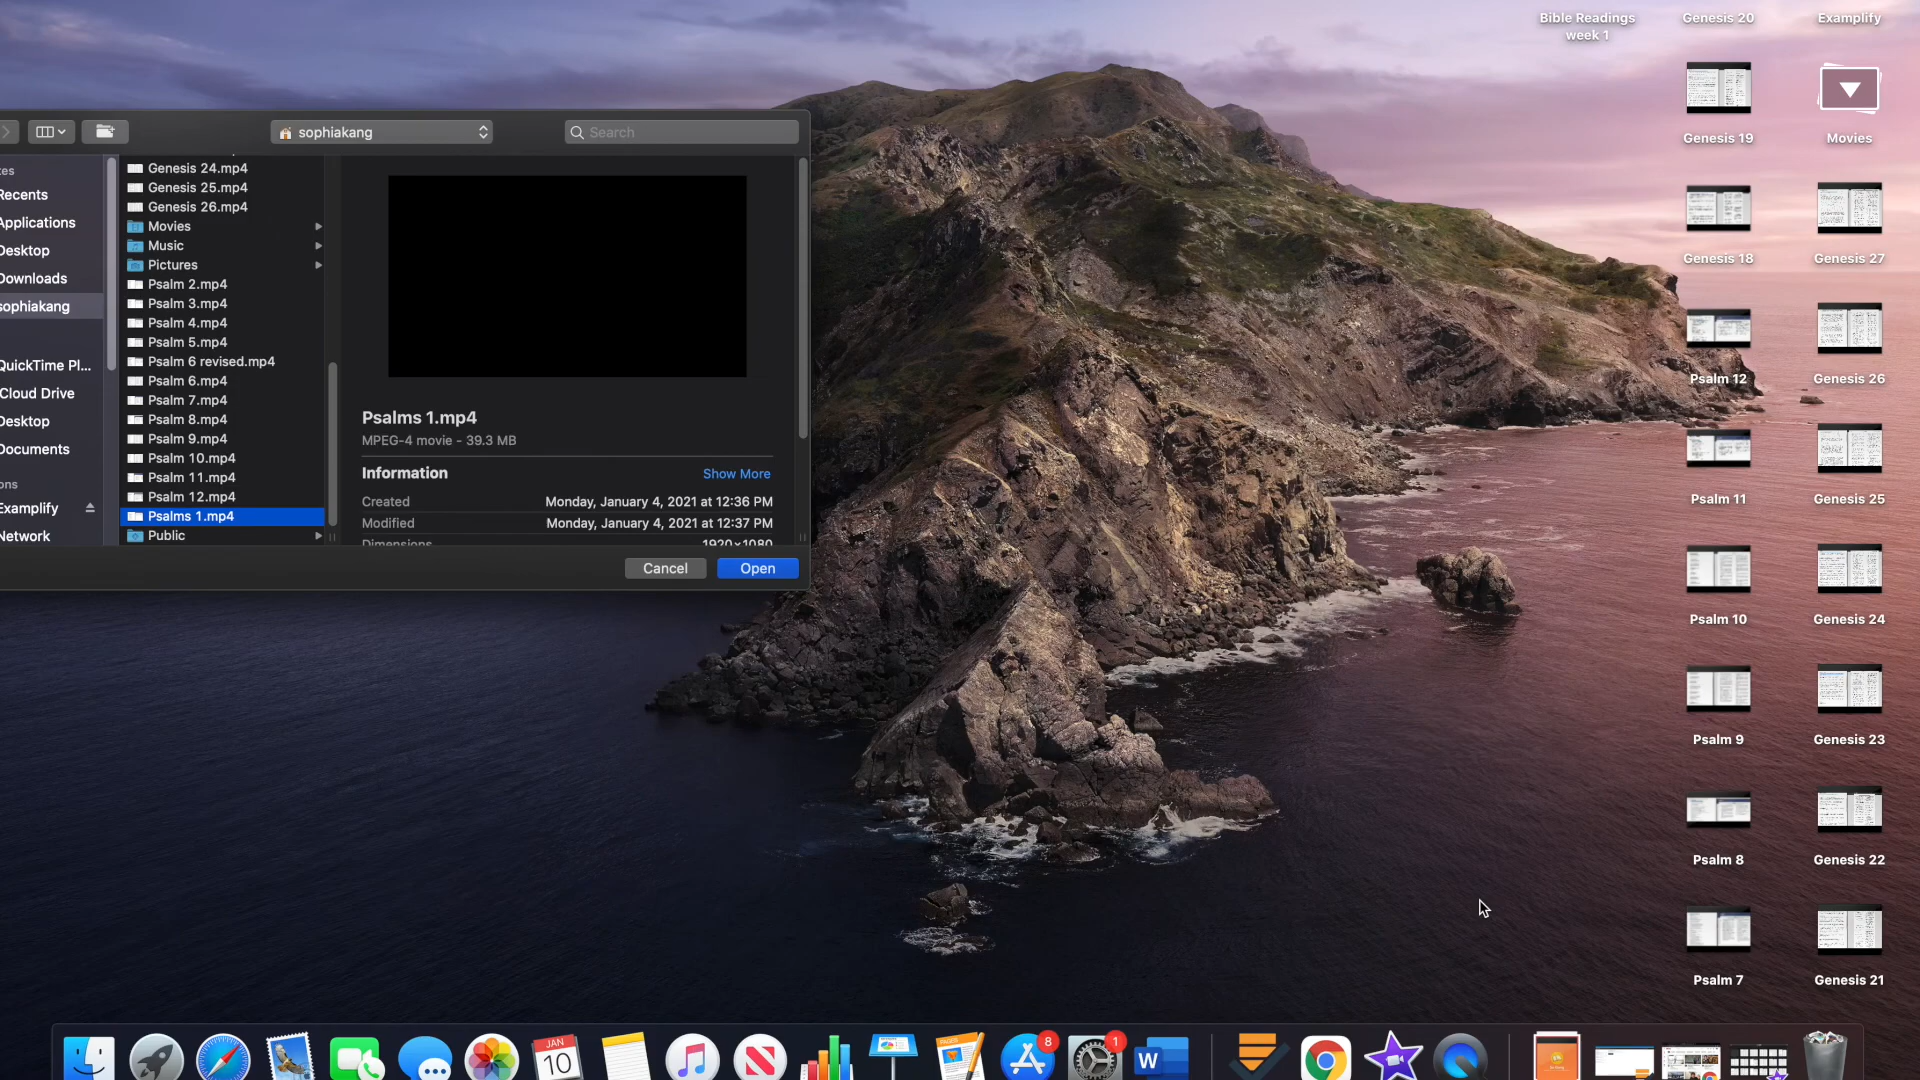 Bible Readings
week 1
Genesis 20
Examplify
Genesis 19
Movies
Genesis 18
Genesis 27
Psalm 12
Genesis 26
Psalm 11
Genesis 25
Psalm 10
Genesis 24
Psalm 9
Genesis 23
Psalm 8
Genesis 22
Psalm 7
Genesis 21
sophiakang
Search
es
Recents
Applications
Desktop
Downloads
sophiakang
QuickTime Pl...
Cloud Drive
Desktop
Documents
ons
Examplify
Network
Genesis 24.mp4
Genesis 25.mp4
Genesis 26.mp4
Movies
Music
Pictures
Psalm 2.mp4
Psalm 3.mp4
Psalm 4.mp4
Psalm 5.mp4
Psalm 6 revised.mp4
Psalm 6.mp4
Psalm 7.mp4
Psalm 8.mp4
Psalm 9.mp4
Psalm 10.mp4
Psalm 11.mp4
Psalm 12.mp4
Psalms 1.mp4
Public
Psalms 1.mp4
MPEG-4 movie - 39.3 MB
Information Show More
Created Monday, January 4, 2021 at 12:36 PM
Modified Monday, January 4, 2021 at 12:37 PM
Dimensions 1920×1080
Cancel Open
JAN
10
8
1
W